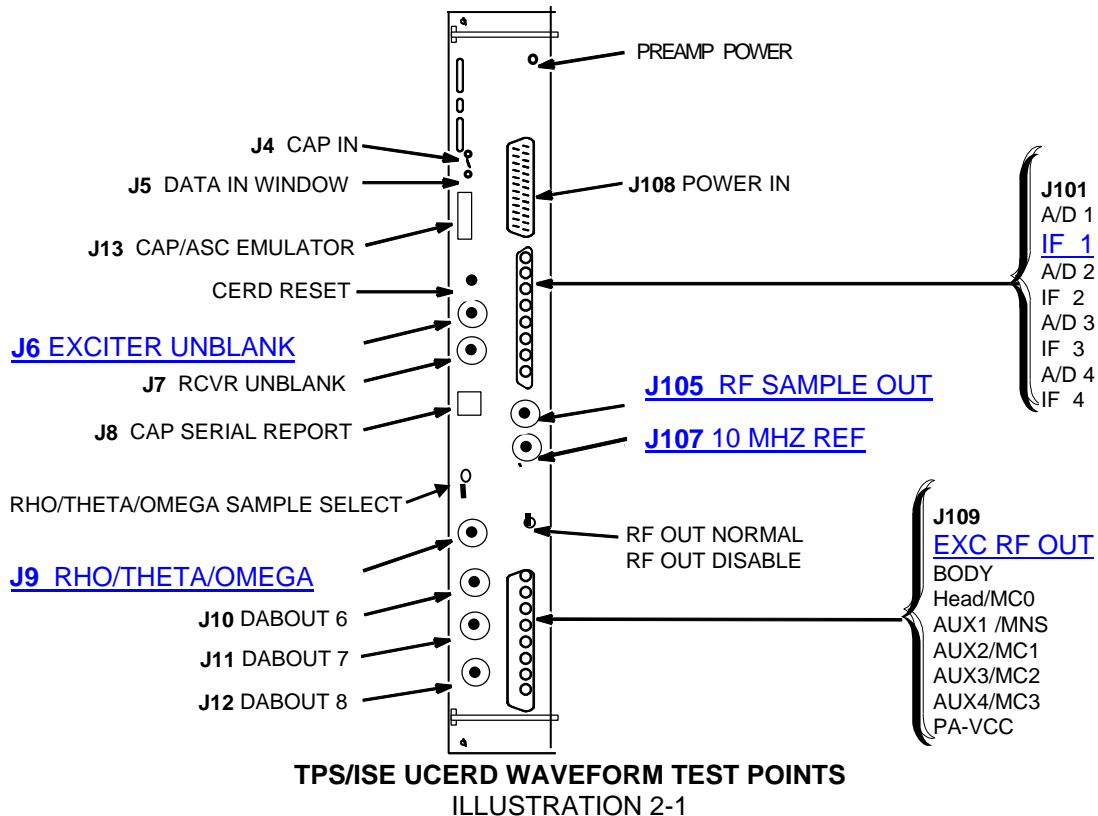 PREAMP POWER
J4 CAP IN
J5 DATA IN WINDOW
J13 CAP/ASC EMULATOR
CERD RESET
J6 EXCITER UNBLANK
J7 RCVR UNBLANK
J8 CAP SERIAL REPORT
RHO/THETA/OMEGA SAMPLE SELECT
J9 RHO/THETA/OMEGA
J10 DABOUT 6
J11 DABOUT 7
J12 DABOUT 8
J108 POWER IN
J105 RF SAMPLE OUT
J107 10 MHZ REF
RF OUT NORMAL
RF OUT DISABLE
J101
A/D 1
IF 1
A/D 2
IF 2
A/D 3
IF 3
A/D 4
IF 4
J109
EXC RF OUT
BODY
Head/MC0
AUX1 /MNS
AUX2/MC1
AUX3/MC2
AUX4/MC3
PA-VCC
TPS/ISE UCERD WAVEFORM TEST POINTS
ILLUSTRATION 2-1